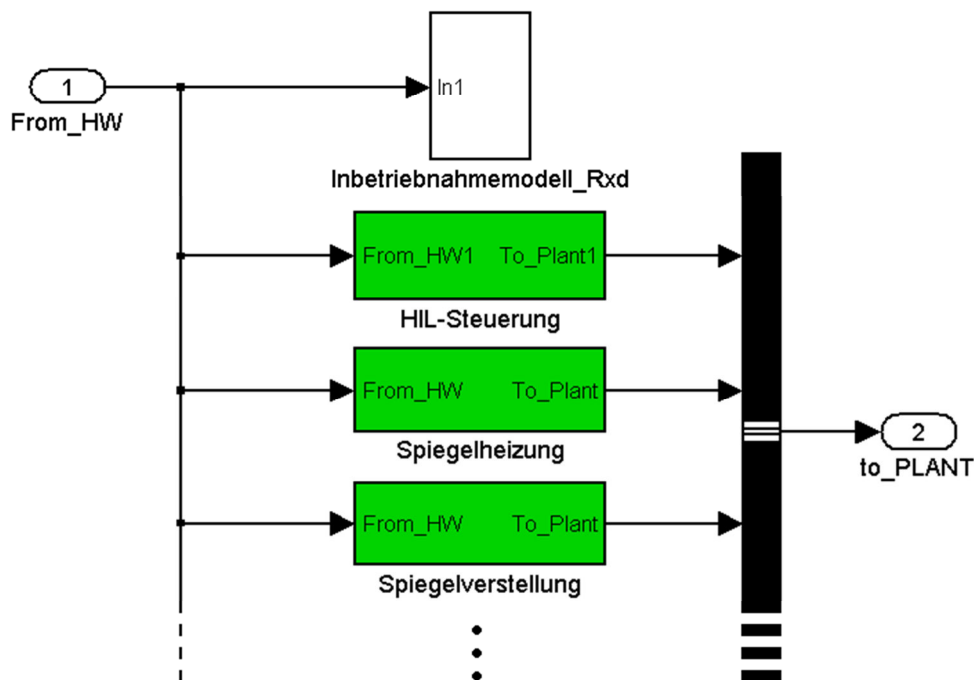 1
From_HW
In1
Inbetriebnahmemodell_Rxd
From_HW1 To_Plant1
HIL-Steuerung
From_HW To_Plant
Spiegelheizung
2
to_PLANT
From_HW To_Plant
Spiegelverstellung